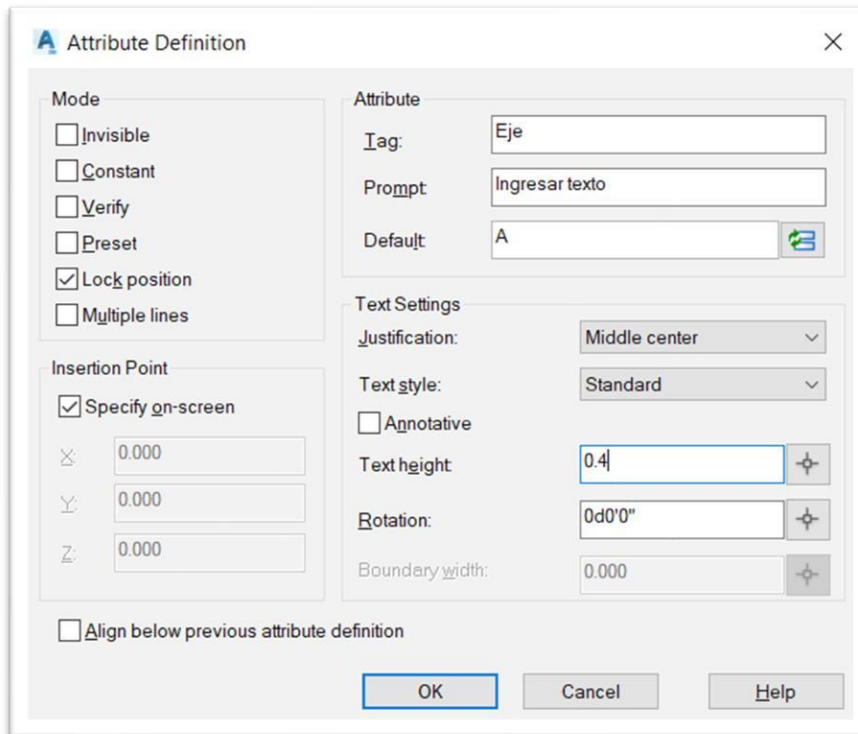 Attribute Definition
Mode
Invisible
Constant
Verify
Preset
Lock position
Multiple lines
Insertion Point
Specify on-screen
X: 0.000
Y: 0.000
Z: 0.000
Attribute
Tag: Eje
Prompt: Ingresar texto
Default: A
Text Settings
Justification: Middle center
Text style: Standard
Annotative
Text height: 0.4
Rotation: 0d0'0"
Boundary width: 0.000
Align below previous attribute definition
OK Cancel Help